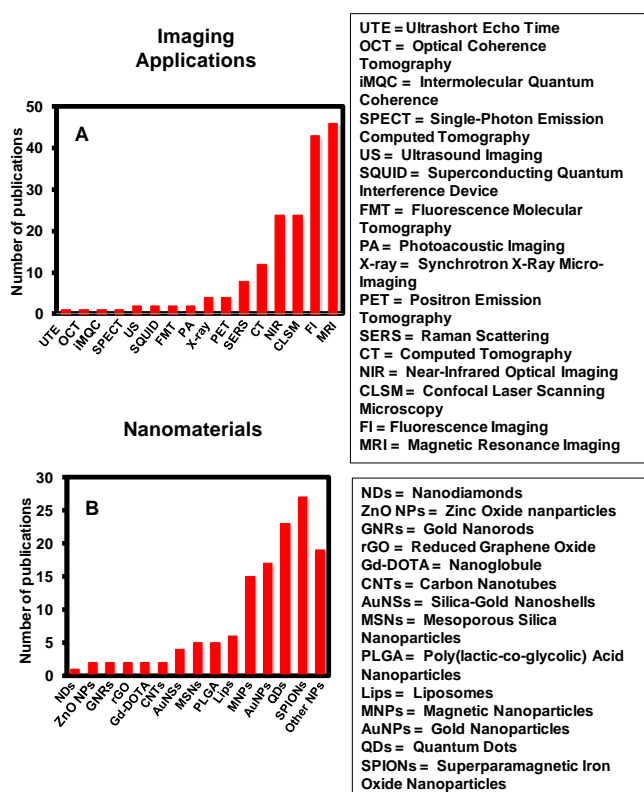 Imaging
Applications
A
Number of publications
50
40
30
20
10
0
UTE
OCT
iMQC
SPECT
US
SQUID
FMT
PA
X-ray
PET
SERS
CT
NIR
CLSM
FI
MRI
UTE = Ultrashort Echo Time
OCT = Optical Coherence
Tomography
iMQC = Intermolecular Quantum
Coherence
SPECT = Single-Photon Emission
Computed Tomography
US = Ultrasound Imaging
SQUID = Superconducting Quantum
Interference Device
FMT = Fluorescence Molecular
Tomography
PA = Photoacoustic Imaging
X-ray = Synchrotron X-Ray Micro-
Imaging
PET = Positron Emission
Tomography
SERS = Raman Scattering
CT = Computed Tomography
NIR = Near-Infrared Optical Imaging
CLSM = Confocal Laser Scanning
Microscopy
FI = Fluorescence Imaging
MRI = Magnetic Resonance Imaging
Nanomaterials
B
Number of publications
30
25
20
15
10
5
0
NDs
ZnO NPs
GNRs
rGO
Gd-DOTA
CNTs
AuNSs
MSNs
PLGA
Lips
MNPs
AuNPs
QDs
SPIONs
Other NPs
NDs = Nanodiamonds
ZnO NPs = Zinc Oxide nanparticles
GNRs = Gold Nanorods
rGO = Reduced Graphene Oxide
Gd-DOTA = Nanoglobule
CNTs = Carbon Nanotubes
AuNSs = Silica-Gold Nanoshells
MSNs = Mesoporous Silica
Nanoparticles
PLGA = Poly(lactic-co-glycolic) Acid
Nanoparticles
Lips = Liposomes
MNPs = Magnetic Nanoparticles
AuNPs = Gold Nanoparticles
QDs = Quantum Dots
SPIONs = Superparamagnetic Iron
Oxide Nanoparticles